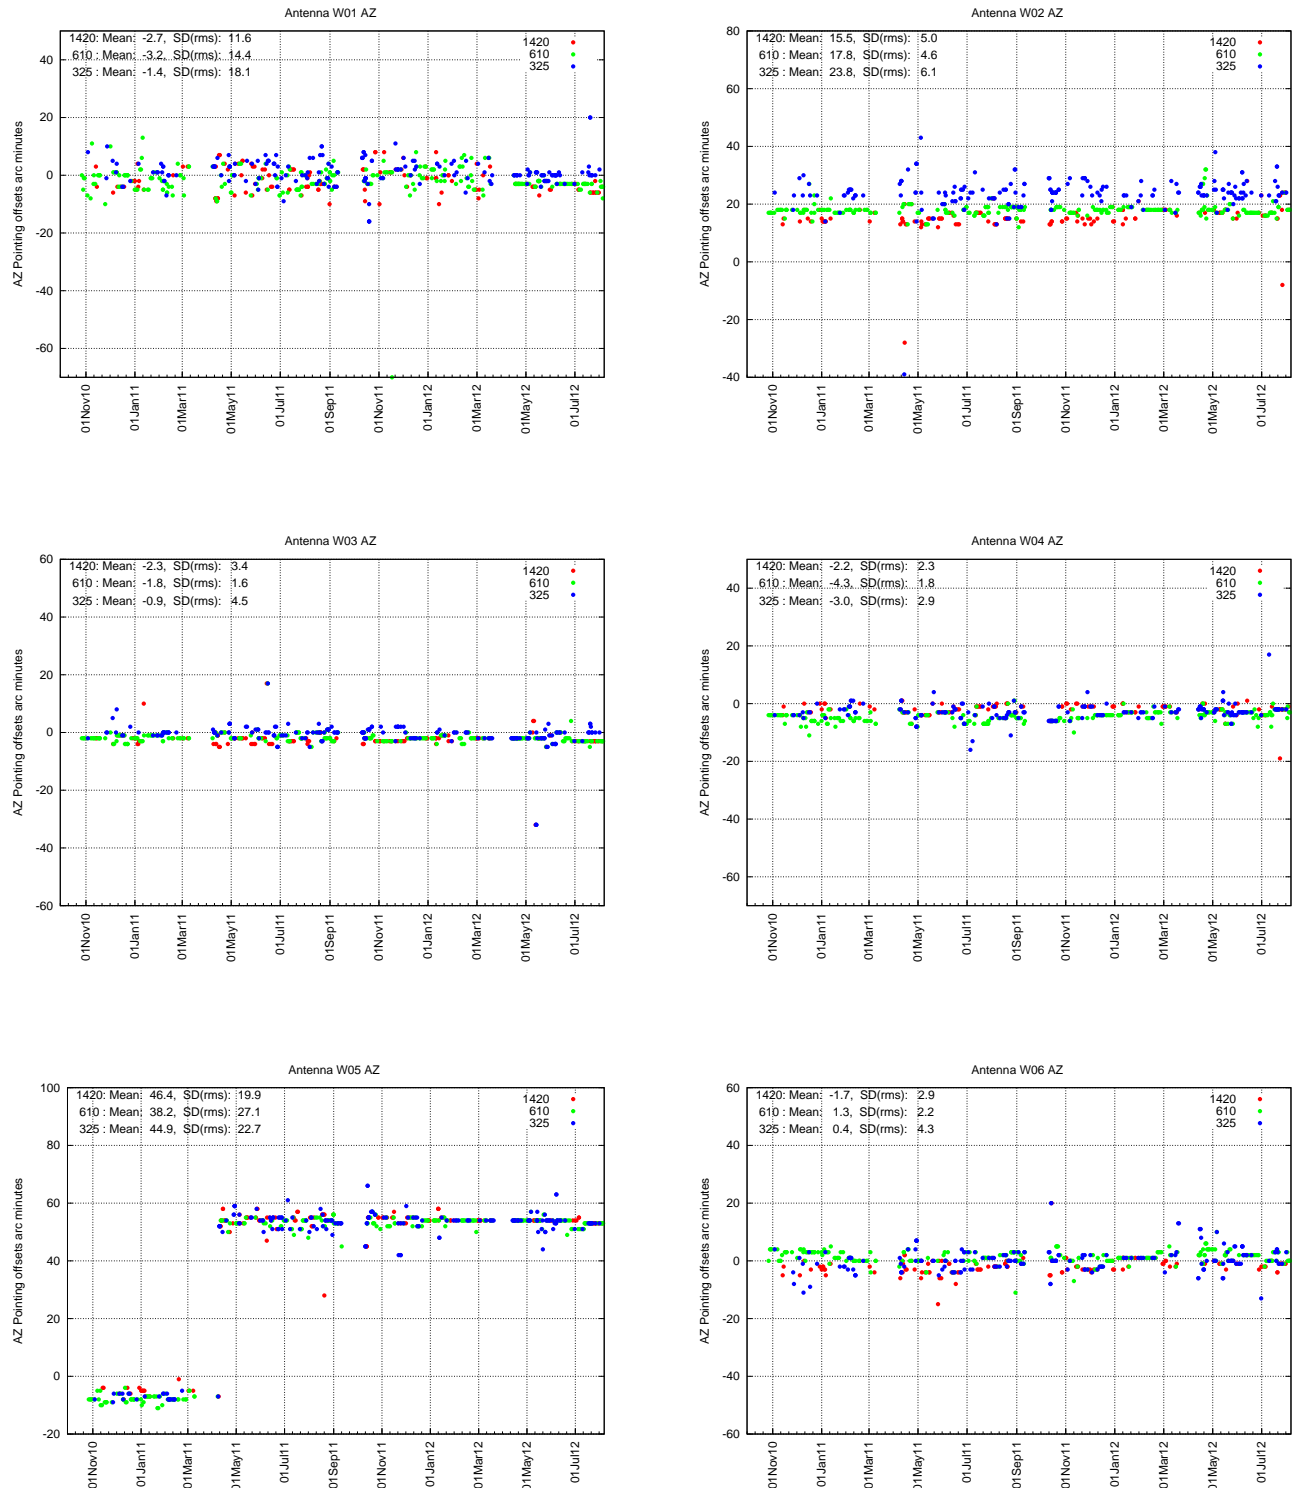 Antenna W01 AZ
1420: Mean: -2.7, SD(rms): 11.6
610 : Mean: -3.2, SD(rms): 14.4
325 : Mean: -1.4, SD(rms): 18.1
1420
610
325
AZ Pointing offsets arc minutes
40
20
0
-20
-40
-60
01Nov10 01Jan11 01Mar11 01May11 01Jul11 01Sep11 01Nov11 01Jan12 01Mar12 01May12 01Jul12
Antenna W02 AZ
1420: Mean: 15.5, SD(rms): 5.0
610 : Mean: 17.8, SD(rms): 4.6
325 : Mean: 23.8, SD(rms): 6.1
1420
610
325
AZ Pointing offsets arc minutes
80
60
40
20
0
-20
-40
01Nov10 01Jan11 01Mar11 01May11 01Jul11 01Sep11 01Nov11 01Jan12 01Mar12 01May12 01Jul12
Antenna W03 AZ
1420: Mean: -2.3, SD(rms): 3.4
610 : Mean: -1.8, SD(rms): 1.6
325 : Mean: -0.9, SD(rms): 4.5
1420
610
325
AZ Pointing offsets arc minutes
60
40
20
0
-20
-40
-60
01Nov10 01Jan11 01Mar11 01May11 01Jul11 01Sep11 01Nov11 01Jan12 01Mar12 01May12 01Jul12
Antenna W04 AZ
1420: Mean: -2.2, SD(rms): 2.3
610 : Mean: -4.3, SD(rms): 1.8
325 : Mean: -3.0, SD(rms): 2.9
1420
610
325
AZ Pointing offsets arc minutes
40
20
0
-20
-40
-60
01Nov10 01Jan11 01Mar11 01May11 01Jul11 01Sep11 01Nov11 01Jan12 01Mar12 01May12 01Jul12
Antenna W05 AZ
1420: Mean: 46.4, SD(rms): 19.9
610 : Mean: 38.2, SD(rms): 27.1
325 : Mean: 44.9, SD(rms): 22.7
1420
610
325
AZ Pointing offsets arc minutes
100
80
60
40
20
0
-20
01Nov10 01Jan11 01Mar11 01May11 01Jul11 01Sep11 01Nov11 01Jan12 01Mar12 01May12 01Jul12
Antenna W06 AZ
1420: Mean: -1.7, SD(rms): 2.9
610 : Mean: 1.3, SD(rms): 2.2
325 : Mean: 0.4, SD(rms): 4.3
1420
610
325
AZ Pointing offsets arc minutes
60
40
20
0
-20
-40
-60
01Nov10 01Jan11 01Mar11 01May11 01Jul11 01Sep11 01Nov11 01Jan12 01Mar12 01May12 01Jul12